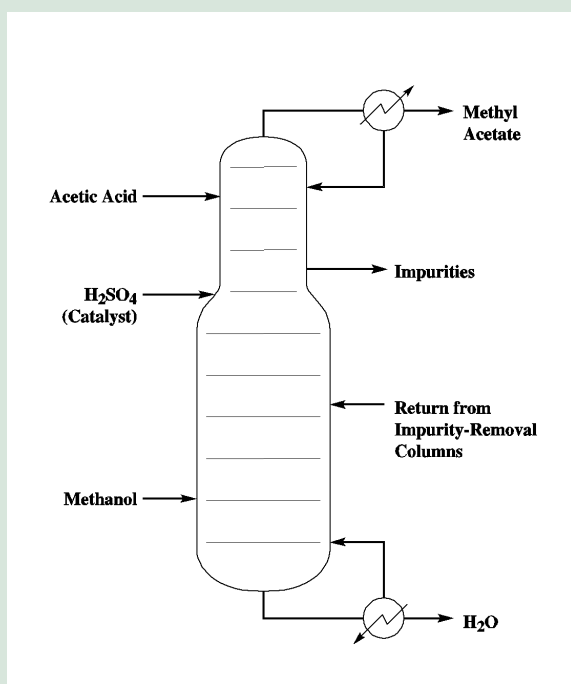 Methyl
Acetate
Acetic Acid
Impurities
H₂SO₄
(Catalyst)
Return from
Impurity-Removal
Columns
Methanol
H₂O